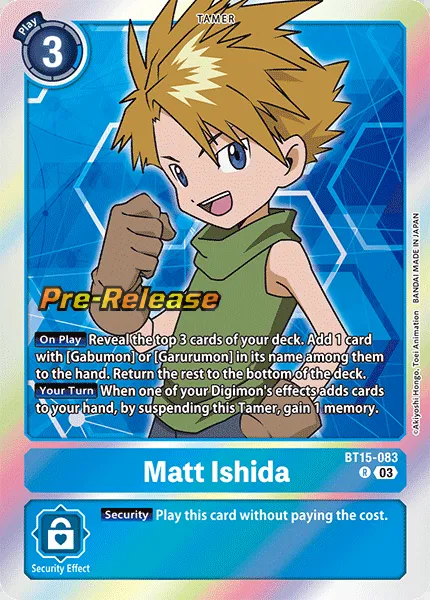 TAMER
Play
3
Pre-Release
On Play Reveal the top 3 cards of your deck. Add 1 card
with [Gabumon] or [Garurumon] in its name among them
to the hand. Return the rest to the bottom of the deck.
Your Turn When one of your Digimon's effects adds cards
to your hand, by suspending this Tamer, gain 1 memory.
©Akiyoshi Hongo, Toei Animation BANDAI MADE IN JAPAN
BT15-083
Matt Ishida
R 03
Security Play this card without paying the cost.
Security Effect